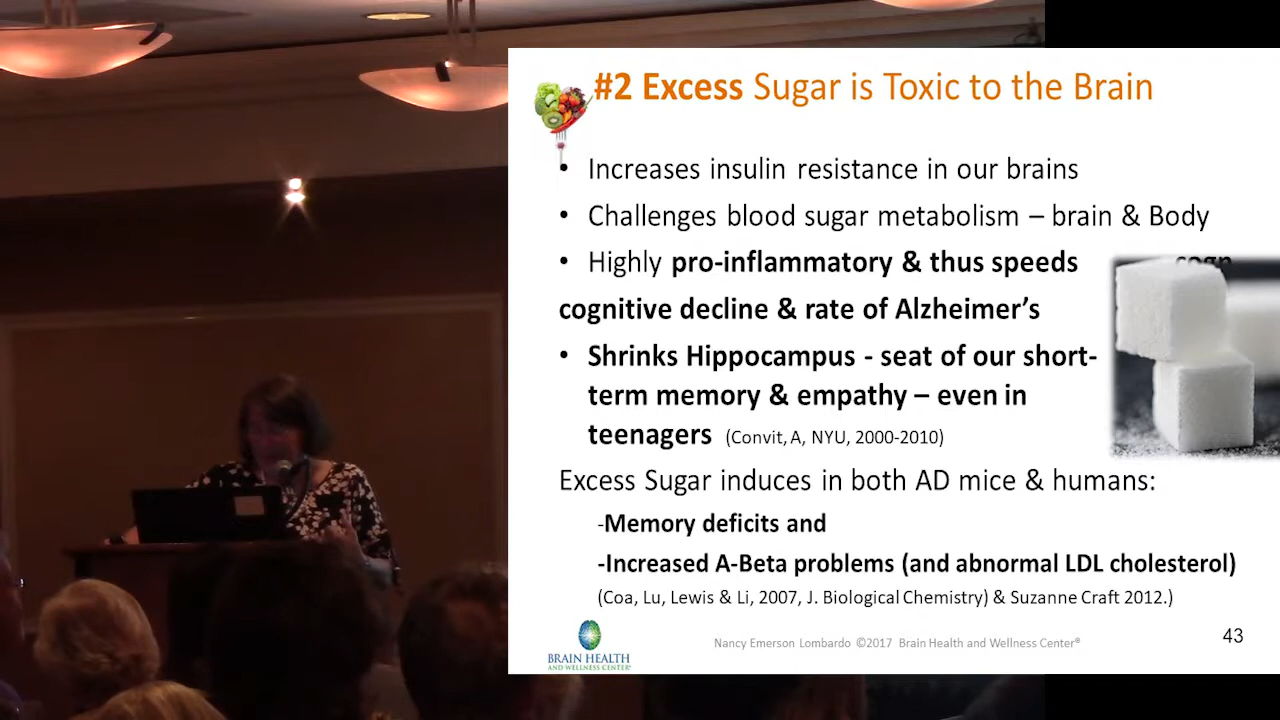 #2 Excess Sugar is Toxic to the Brain
• Increases insulin resistance in our brains
• Challenges blood sugar metabolism – brain & Body
• Highly pro-inflammatory & thus speeds cogn
cognitive decline & rate of Alzheimer's
• Shrinks Hippocampus - seat of our short-
term memory & empathy – even in
teenagers (Convit, A, NYU, 2000-2010)
Excess Sugar induces in both AD mice & humans:
-Memory deficits and
-Increased A-Beta problems (and abnormal LDL cholesterol)
(Coa, Lu, Lewis & Li, 2007, J. Biological Chemistry) & Suzanne Craft 2012.)
BRAIN HEALTH
AND WELLNESS CENTER®
Nancy Emerson Lombardo ©2017 Brain Health and Wellness Center®
43